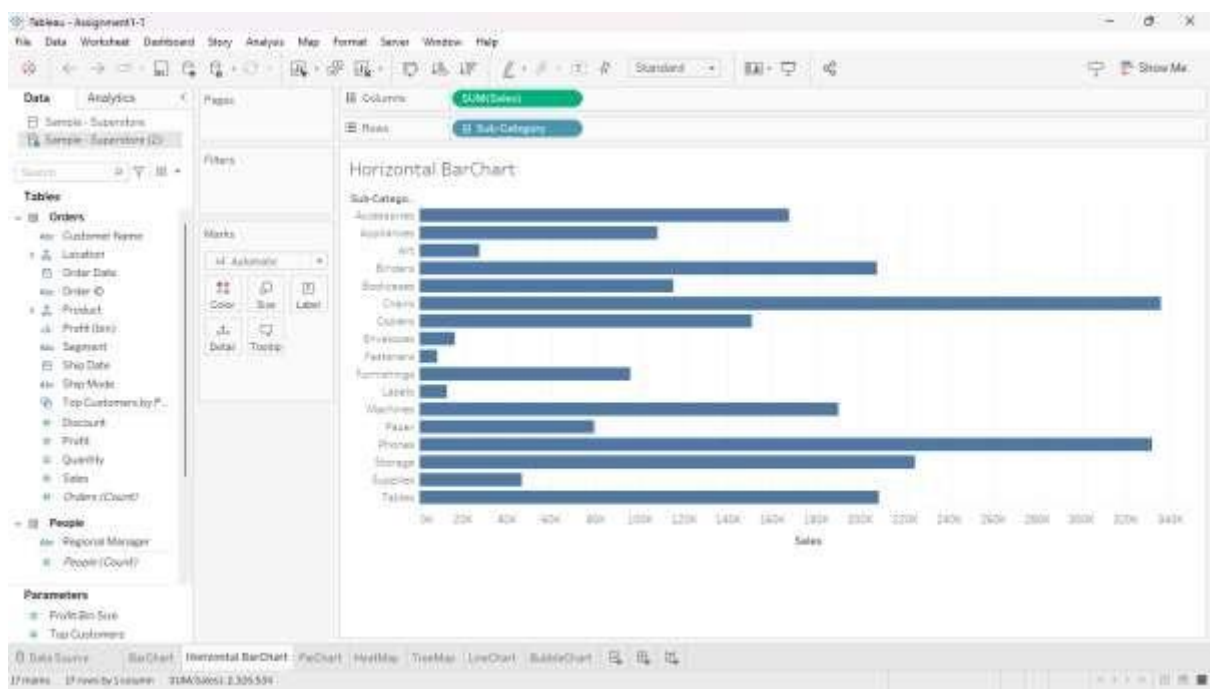 Tableau - Assignment1-1
File Data Worksheet Dashboard Story Analysis Map Format Server Window Help
Standard
Show Me
Data Analytics
Sample - Superstore
Sample - Superstore (2)
Search
Tables
Orders
Abc Customer Name
Location
Order Date
Abc Order ID
Product
Profit (bin)
Abc Segment
Ship Date
Abc Ship Mode
Top Customers by P..
Discount
Profit
Quantity
Sales
Orders (Count)
People
Abc Regional Manager
People (Count)
Parameters
Profit Bin Size
Top Customers
Pages
Filters
Marks
Automatic
Color Size Label
Detail Tooltip
Columns SUM(Sales)
Rows Sub-Category
Horizontal BarChart
Sub-Catego..
Accessories
Appliances
Art
Binders
Bookcases
Chairs
Copiers
Envelopes
Fasteners
Furnishings
Labels
Machines
Paper
Phones
Storage
Supplies
Tables
0K 20K 40K 60K 80K 100K 120K 140K 160K 180K 200K 220K 240K 260K 280K 300K 320K 340K
Sales
Data Source BarChart Horizontal BarChart PieChart HeatMap TreeMap LineChart BubbleChart
17 marks 17 rows by 1 column SUM(Sales): 2,326,534